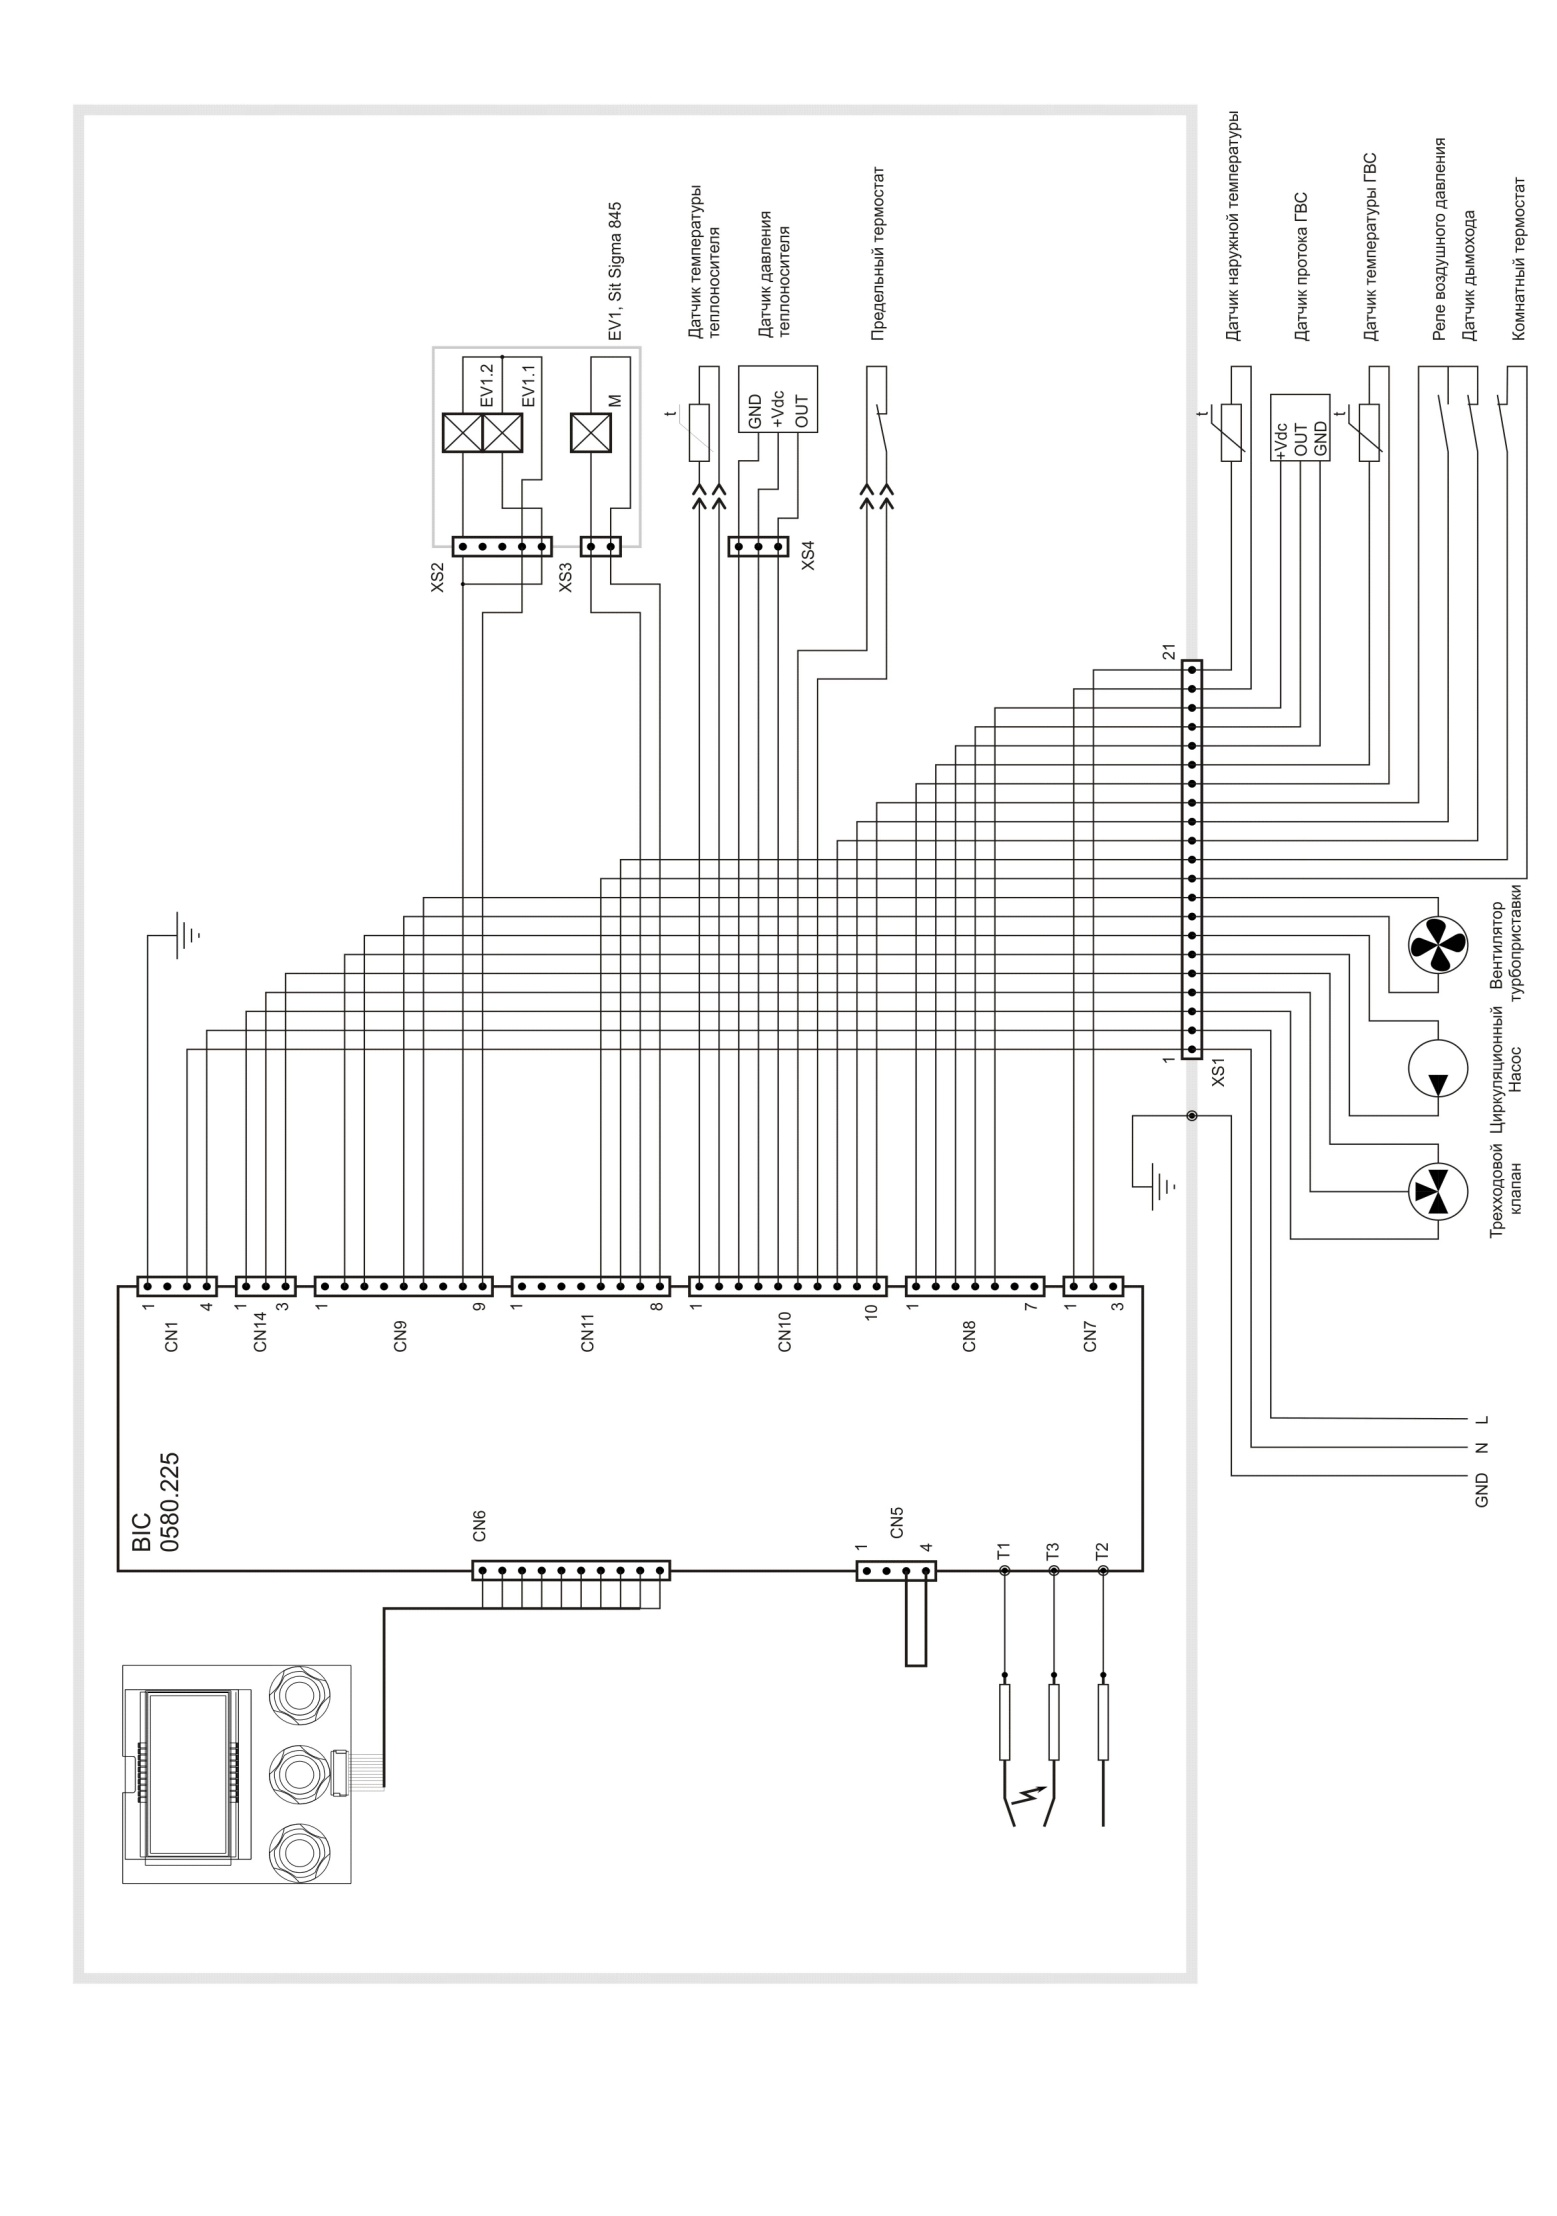 BIC
0580.225
CN1
1
4
CN14
1
3
CN9
1
9
CN11
1
8
CN10
1
10
CN8
1
7
CN7
1
3
CN6
CN5
1
4
T1
T3
T2
XS2
XS3
EV1.2
EV1.1
M
EV1, Sit Sigma 845
t
Датчик температуры
теплоносителя
XS4
GND
+Vdc
OUT
Датчик давления
теплоносителя
Предельный термостат
XS1
1
21
t
Датчик наружной температуры
+Vdc
OUT
GND
Датчик протока ГВС
t
Датчик температуры ГВС
Реле воздушного давления
Датчик дымохода
Комнатный термостат
Вентилятор
турбоприставки
Циркуляционный
Насос
Трехходовой
клапан
GND
N
L